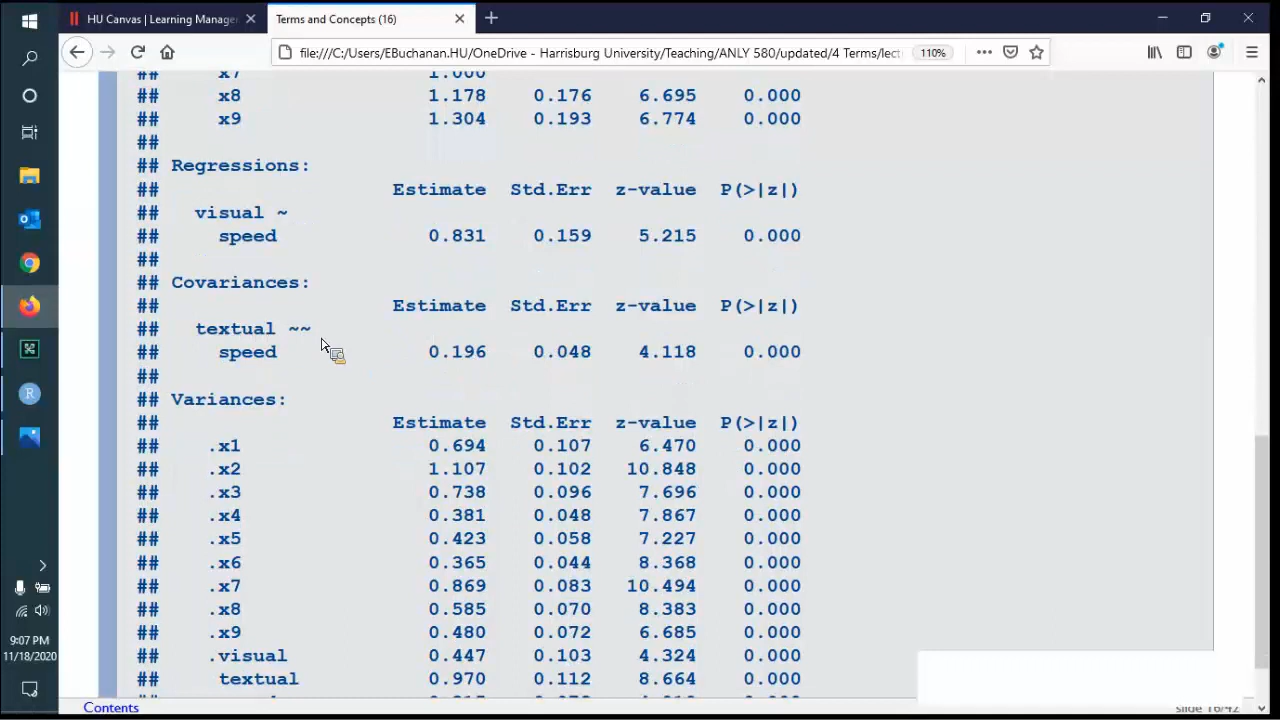 HU Canvas | Learning Manage
Terms and Concepts (16)
file:///C:/Users/EBuchanan.HU/OneDrive - Harrisburg University/Teaching/ANLY 580/updated/4 Terms/lect
110%
## x7 1.000
## x8 1.178 0.176 6.695 0.000
## x9 1.304 0.193 6.774 0.000
##
## Regressions:
## Estimate Std.Err z-value P(>|z|)
## visual ~
## speed 0.831 0.159 5.215 0.000
##
## Covariances:
## Estimate Std.Err z-value P(>|z|)
## textual ~~
## speed 0.196 0.048 4.118 0.000
##
## Variances:
## Estimate Std.Err z-value P(>|z|)
## .x1 0.694 0.107 6.470 0.000
## .x2 1.107 0.102 10.848 0.000
## .x3 0.738 0.096 7.696 0.000
## .x4 0.381 0.048 7.867 0.000
## .x5 0.423 0.058 7.227 0.000
## .x6 0.365 0.044 8.368 0.000
## .x7 0.869 0.083 10.494 0.000
## .x8 0.585 0.070 8.383 0.000
## .x9 0.480 0.072 6.685 0.000
## .visual 0.447 0.103 4.324 0.000
## textual 0.970 0.112 8.664 0.000
Contents
slide 16/42
9:07 PM
11/18/2020